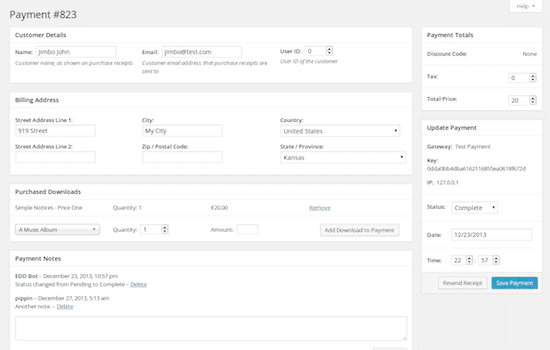 Help
Payment #823
Customer Details
Name: Jimbo John
Email: jimbo@test.com
User ID: 0
Customer name, as shown on purchase receipts
Customer email address that purchase receipts are sent to
User ID of the customer
Billing Address
Street Address Line 1:
919 Street
City:
My City
Country:
United States
Street Address Line 2:
Zip / Postal Code:
State / Province:
Kansas
Purchased Downloads
Simple Notices - Price One
Quantity: 1
€20.00
Remove
A Music Album
Quantity: 1
Amount:
Add Download to Payment
Payment Notes
EDD Bot – December 23, 2013, 10:57 pm
Status changed from Pending to Complete – Delete
pippin – December 27, 2013, 5:13 am
Another note. – Delete
Payment Totals
Discount Code: None
Tax: 0
Total Price: 20
Update Payment
Gateway: Test Payment
Key:
IP: 127.0.0.1
Status: Complete
Date: 12/23/2013
Time: 22 : 57
Resend Receipt
Save Payment